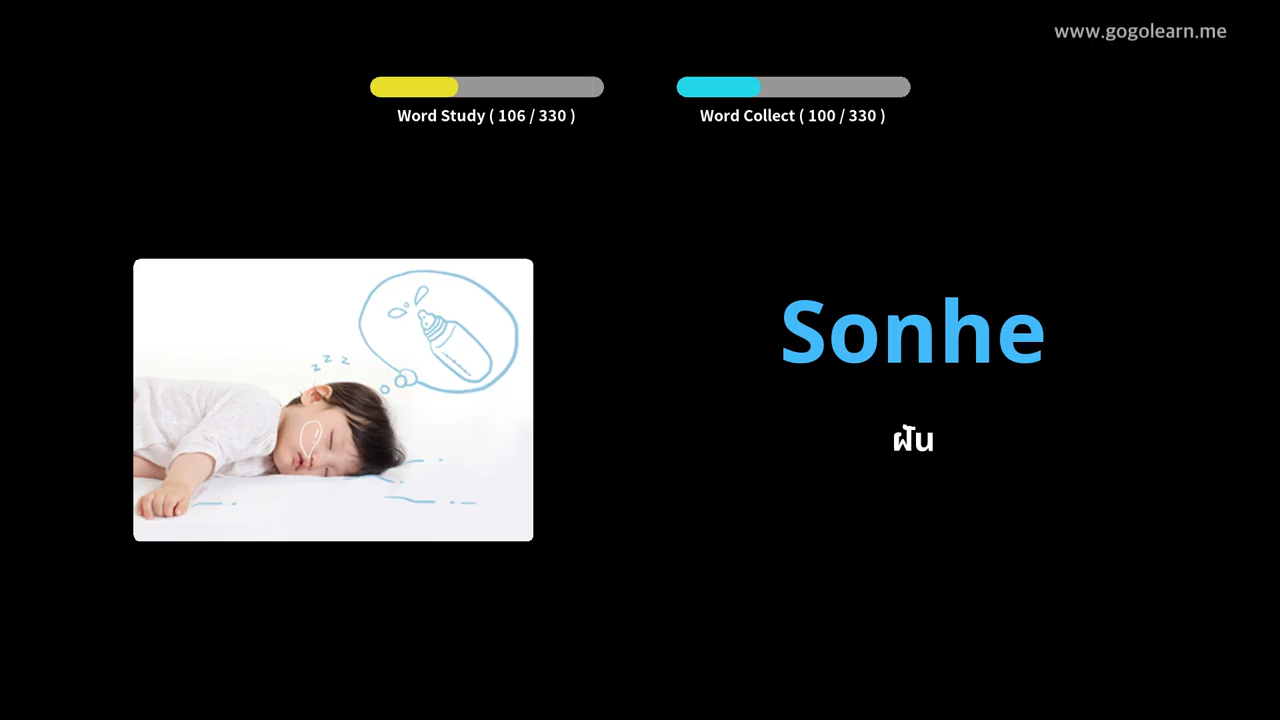 www.gogolearn.me
Word Study ( 106 / 330 )
Word Collect ( 100 / 330 )
z z z
Sonhe
ฝัน